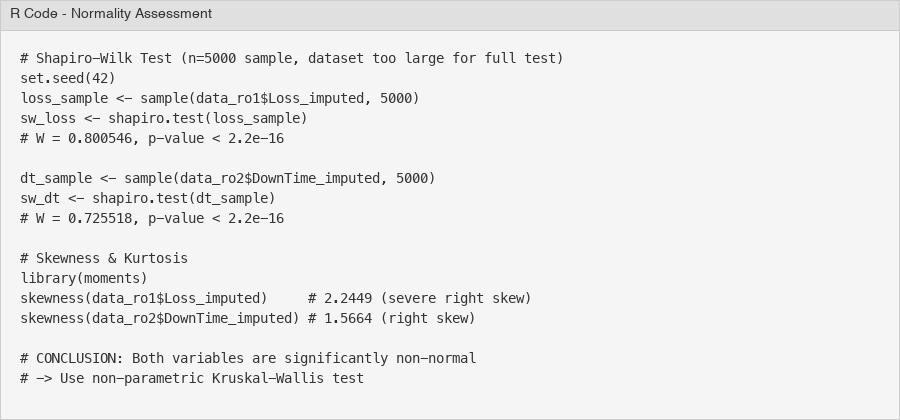 R Code - Normality Assessment
# Shapiro-Wilk Test (n=5000 sample, dataset too large for full test)
set.seed(42)
loss_sample <- sample(data_ro1$Loss_imputed, 5000)
sw_loss <- shapiro.test(loss_sample)
# W = 0.800546, p-value < 2.2e-16
dt_sample <- sample(data_ro2$DownTime_imputed, 5000)
sw_dt <- shapiro.test(dt_sample)
# W = 0.725518, p-value < 2.2e-16
# Skewness & Kurtosis
library(moments)
skewness(data_ro1$Loss_imputed)     # 2.2449 (severe right skew)
skewness(data_ro2$DownTime_imputed) # 1.5664 (right skew)
# CONCLUSION: Both variables are significantly non-normal
# -> Use non-parametric Kruskal-Wallis test